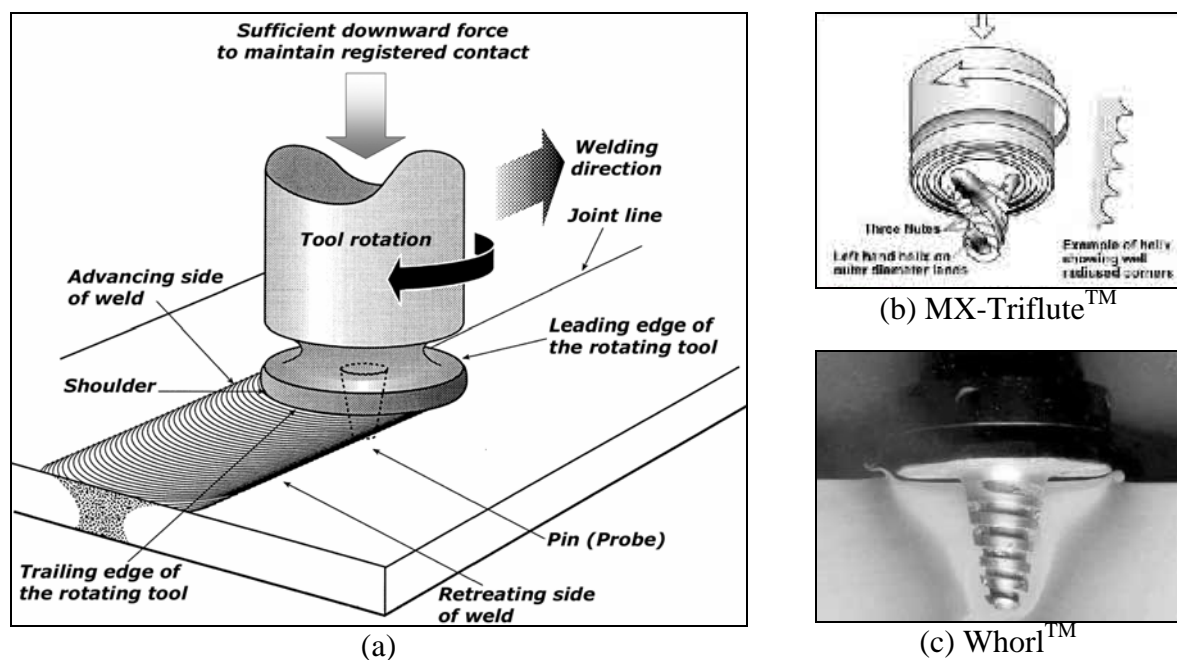 Sufficient downward force
to maintain registered contact
Welding
direction
Joint line
Tool rotation
Advancing side
of weld
Leading edge of
the rotating tool
Shoulder
Pin (Probe)
Trailing edge of
the rotating tool
Retreating side
of weld
(a)
Three flutes
Left hand helix on
outer diameter lands
Example of helix
showing well
radiused corners
(b) MX-Triflute™
(c) Whorl™